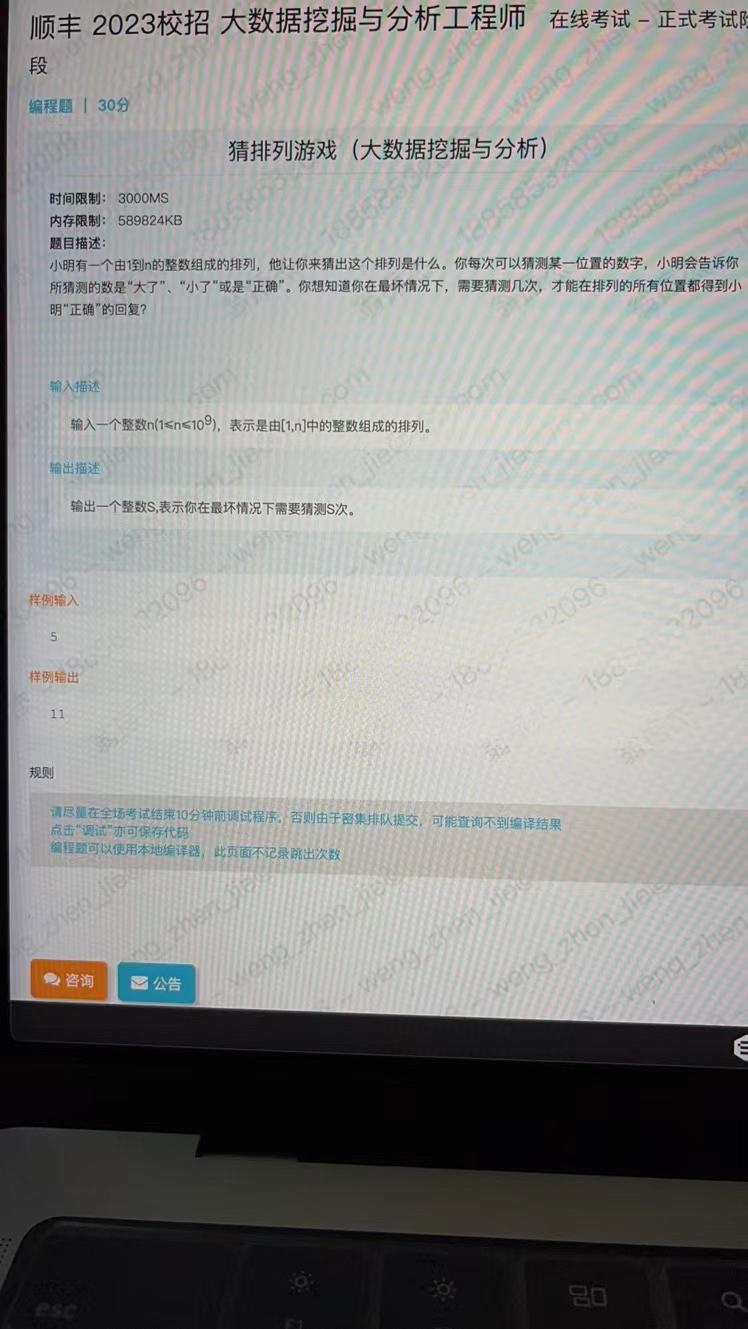 顺丰 2023校招 大数据挖掘与分析工程师 在线考试 – 正式考试阶
段
编程题 | 30分
猜排列游戏（大数据挖掘与分析）
时间限制： 3000MS
内存限制： 589824KB
题目描述：
小明有一个由1到n的整数组成的排列，他让你来猜出这个排列是什么。你每次可以猜测某一位置的数字，小明会告诉你
所猜测的数是“大了”、“小了”或是“正确”。你想知道你在最坏情况下，需要猜测几次，才能在排列的所有位置都得到小
明“正确”的回复？
输入描述
输入一个整数n(1≤n≤10⁹)，表示是由[1,n]中的整数组成的排列。
输出描述
输出一个整数S,表示你在最坏情况下需要猜测S次。
样例输入
5
样例输出
11
规则
请尽量在全场考试结束10分钟前调试程序，否则由于密集排队提交，可能查询不到编译结果
点击“调试”亦可保存代码
编程题可以使用本地编译器，此页面不记录跳出次数
咨询 公告
esc
F1